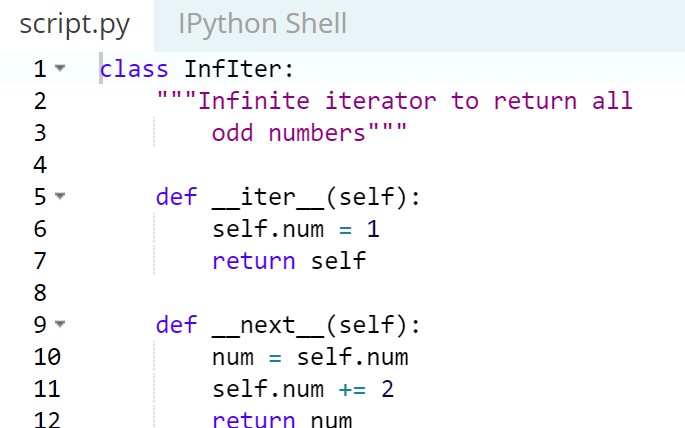 script.py IPython Shell
1 class InfIter:
2     """Infinite iterator to return all
3         odd numbers"""
4
5     def __iter__(self):
6         self.num = 1
7         return self
8
9     def __next__(self):
10         num = self.num
11         self.num += 2
12         return num